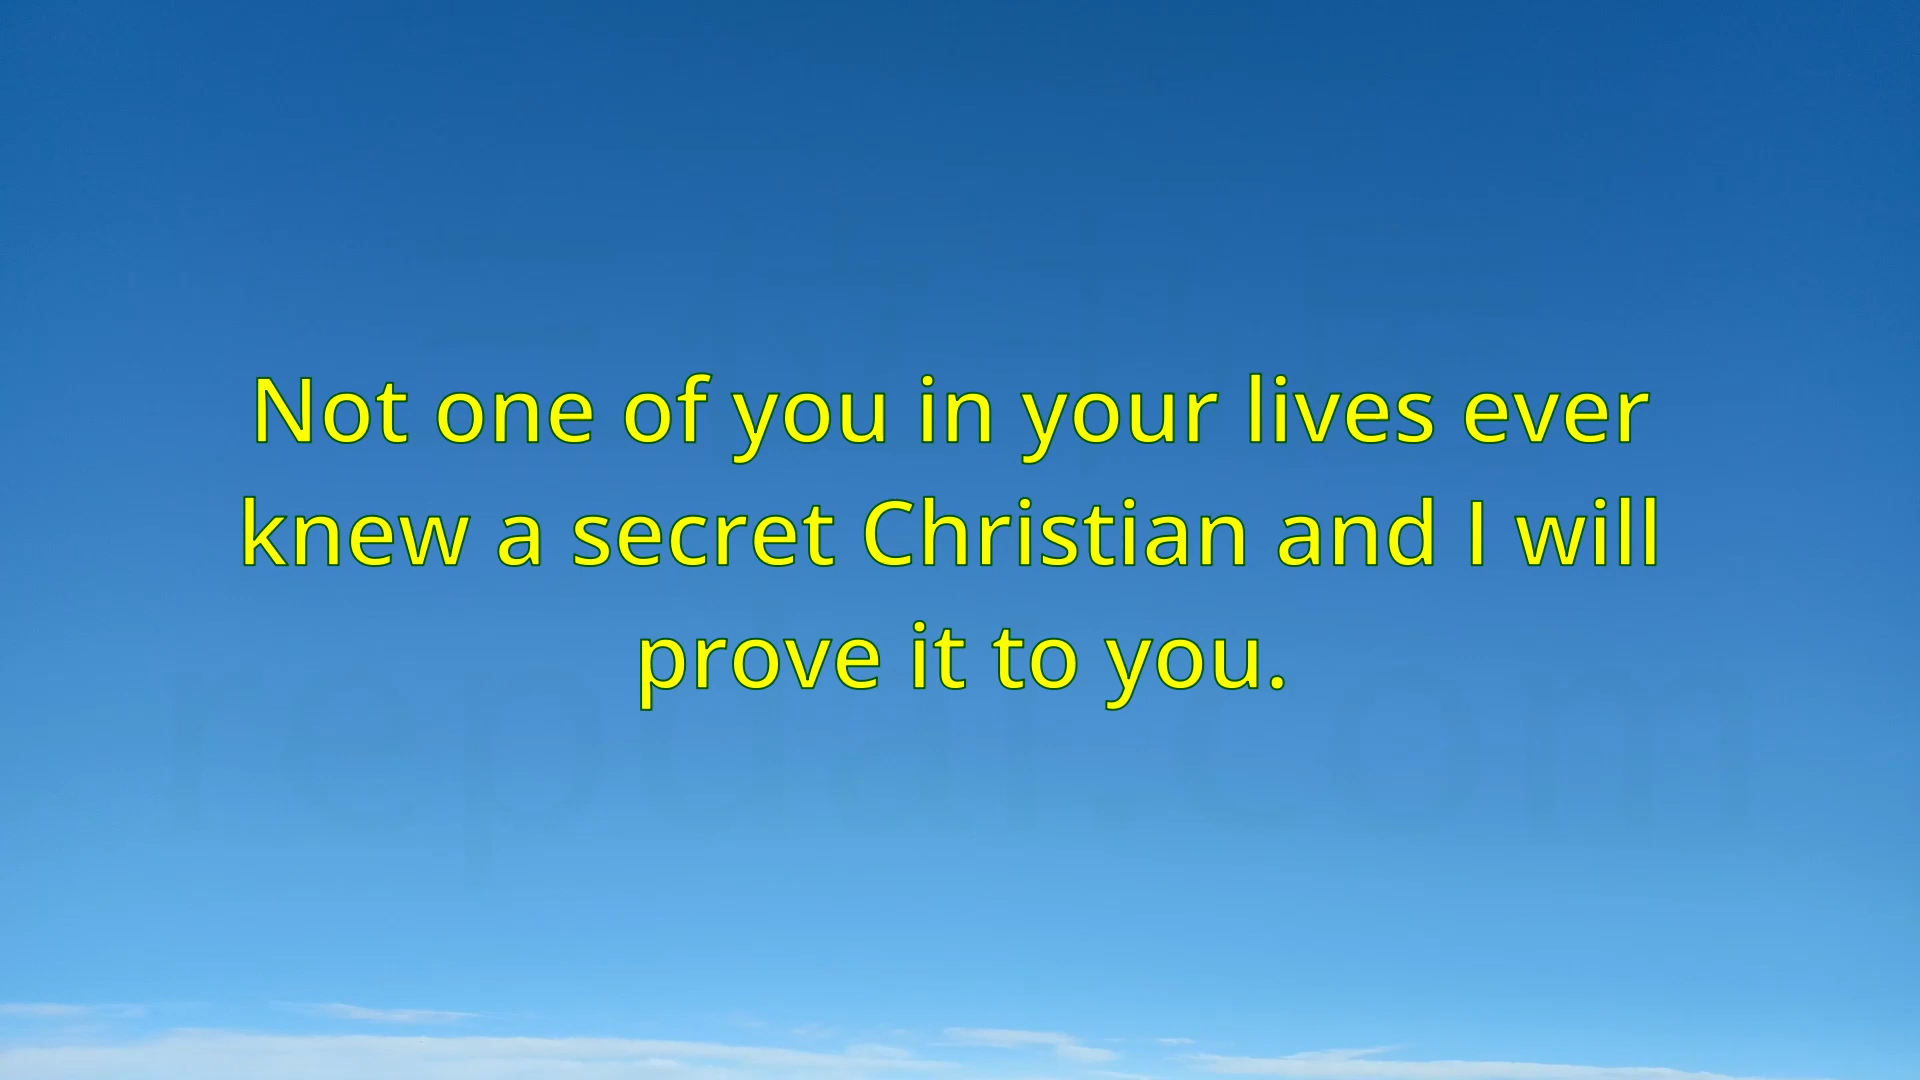 Not one of you in your lives ever
knew a secret Christian and I will
prove it to you.